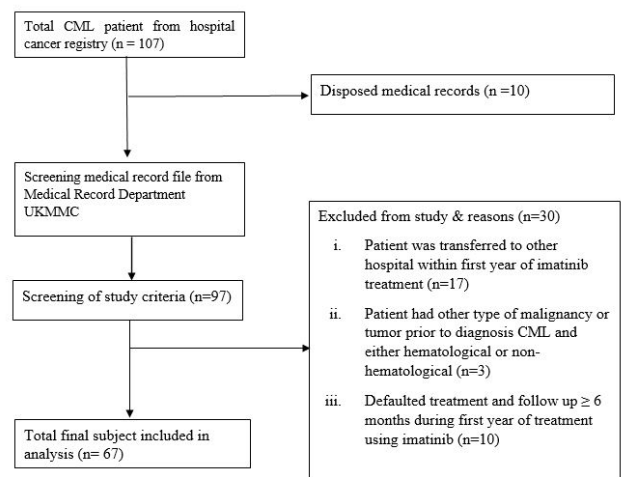 Total CML patient from hospital
cancer registry (n = 107)
Disposed medical records (n =10)
Screening medical record file from
Medical Record Department
UKMMC
Excluded from study & reasons (n=30)
i. Patient was transferred to other
hospital within first year of imatinib
treatment (n=17)
ii. Patient had other type of malignancy or
tumor prior to diagnosis CML and
either hematological or non-
hematological (n=3)
iii. Defaulted treatment and follow up ≥ 6
months during first year of treatment
using imatinib (n=10)
Screening of study criteria (n=97)
Total final subject included in
analysis (n= 67)